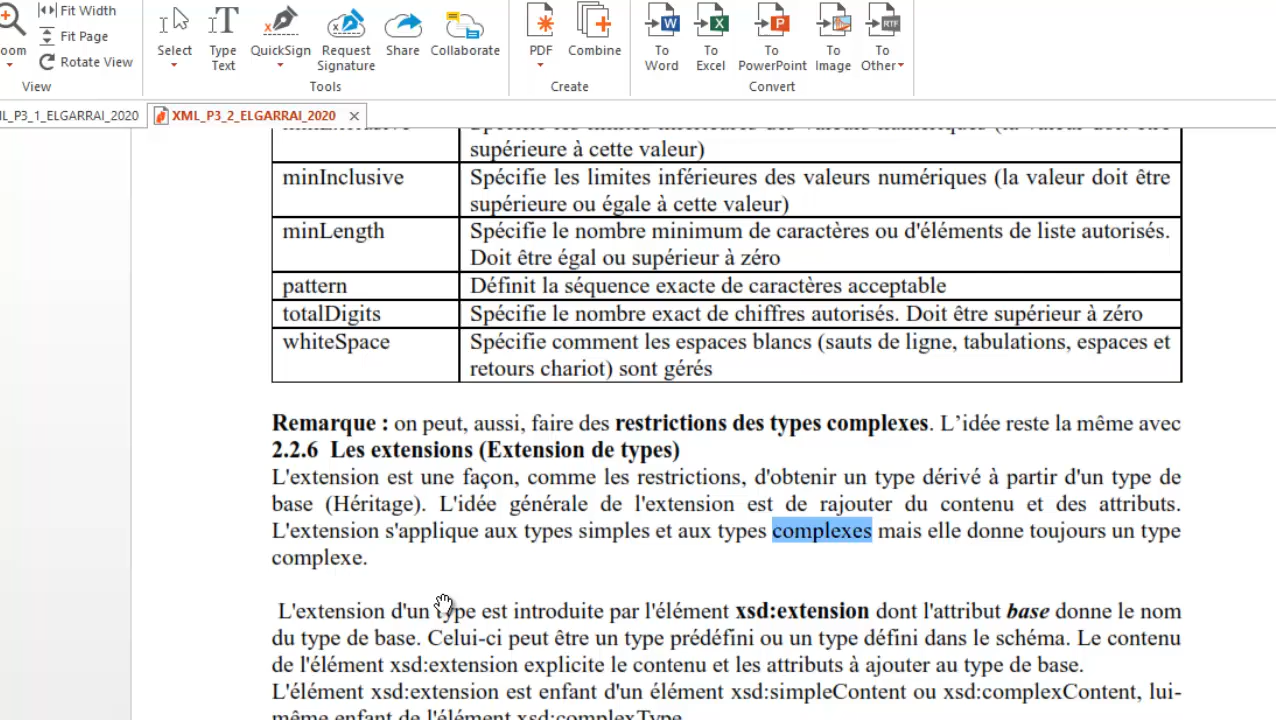 Fit Width
Fit Page
Rotate View
View
Select
Type
Text
QuickSign
Request
Signature
Share
Collaborate
Tools
PDF
Combine
Create
To
Word
To
Excel
To
PowerPoint
To
Image
To
Other
Convert
L_P3_1_ELGARRAI_2020
XML_P3_2_ELGARRAI_2020
supérieure à cette valeur)
minInclusive
Spécifie les limites inférieures des valeurs numériques (la valeur doit être
supérieure ou égale à cette valeur)
minLength
Spécifie le nombre minimum de caractères ou d'éléments de liste autorisés.
Doit être égal ou supérieur à zéro
pattern
Définit la séquence exacte de caractères acceptable
totalDigits
Spécifie le nombre exact de chiffres autorisés. Doit être supérieur à zéro
whiteSpace
Spécifie comment les espaces blancs (sauts de ligne, tabulations, espaces et
retours chariot) sont gérés
Remarque : on peut, aussi, faire des restrictions des types complexes. L’idée reste la même avec
2.2.6 Les extensions (Extension de types)
L'extension est une façon, comme les restrictions, d'obtenir un type dérivé à partir d'un type de
base (Héritage). L'idée générale de l'extension est de rajouter du contenu et des attributs.
L'extension s'applique aux types simples et aux types complexes mais elle donne toujours un type
complexe.
L'extension d'un type est introduite par l'élément xsd:extension dont l'attribut base donne le nom
du type de base. Celui-ci peut être un type prédéfini ou un type défini dans le schéma. Le contenu
de l'élément xsd:extension explicite le contenu et les attributs à ajouter au type de base.
L'élément xsd:extension est enfant d'un élément xsd:simpleContent ou xsd:complexContent, lui-
même enfant de l'élément xsd:complexType.